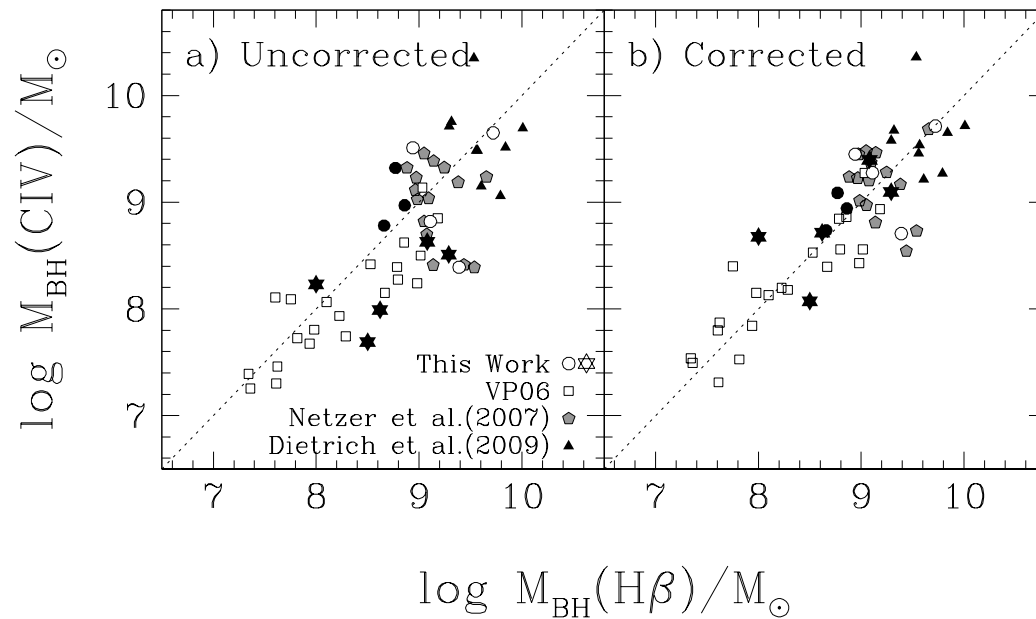 a) Uncorrected
b) Corrected
log M_BH(CIV)/M_⊙
10
9
8
7
This Work
VP06
Netzer et al.(2007)
Dietrich et al.(2009)
7 8 9 10
7 8 9 10
log M_BH(Hβ)/M_⊙